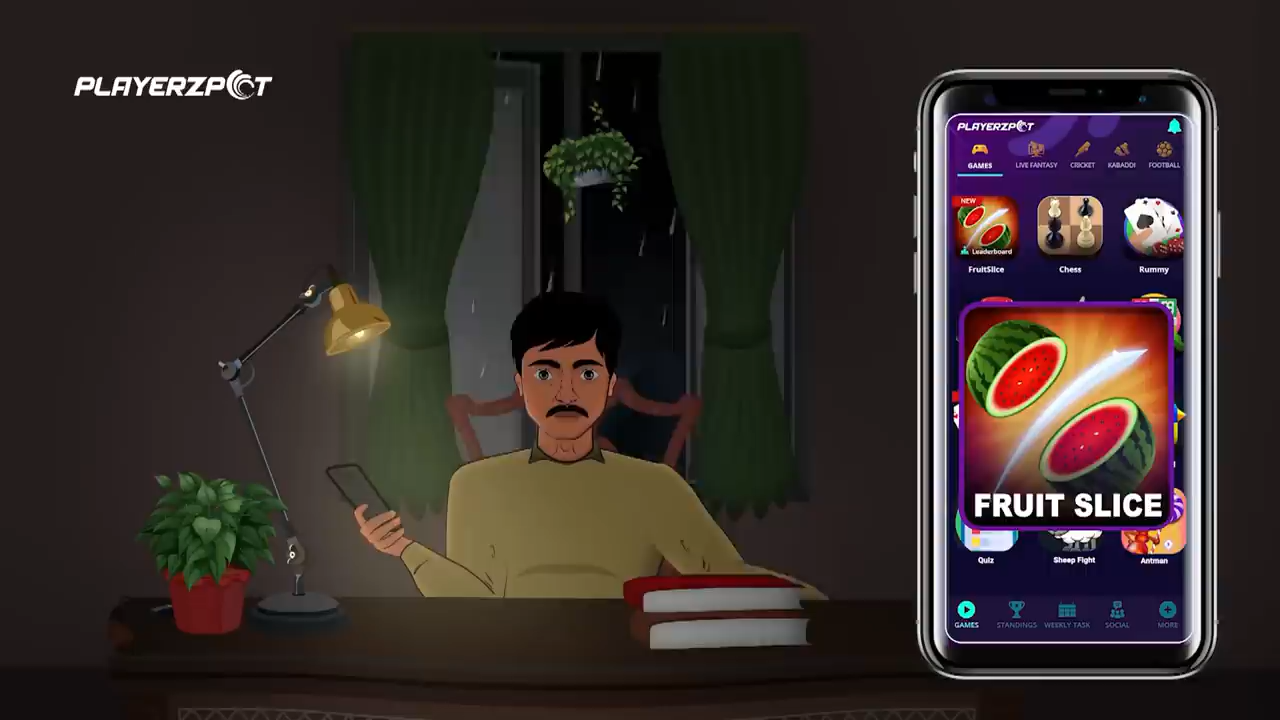 PLAYERZPOT
PLAYERZPOT
GAMES
LIVE FANTASY
CRICKET
KABADDI
FOOTBALL
NEW
Leaderboard
FruitSlice
Chess
Rummy
FRUIT SLICE
Quiz
Sheep Fight
Antman
GAMES
STANDINGS
WEEKLY TASK
SOCIAL
MORE